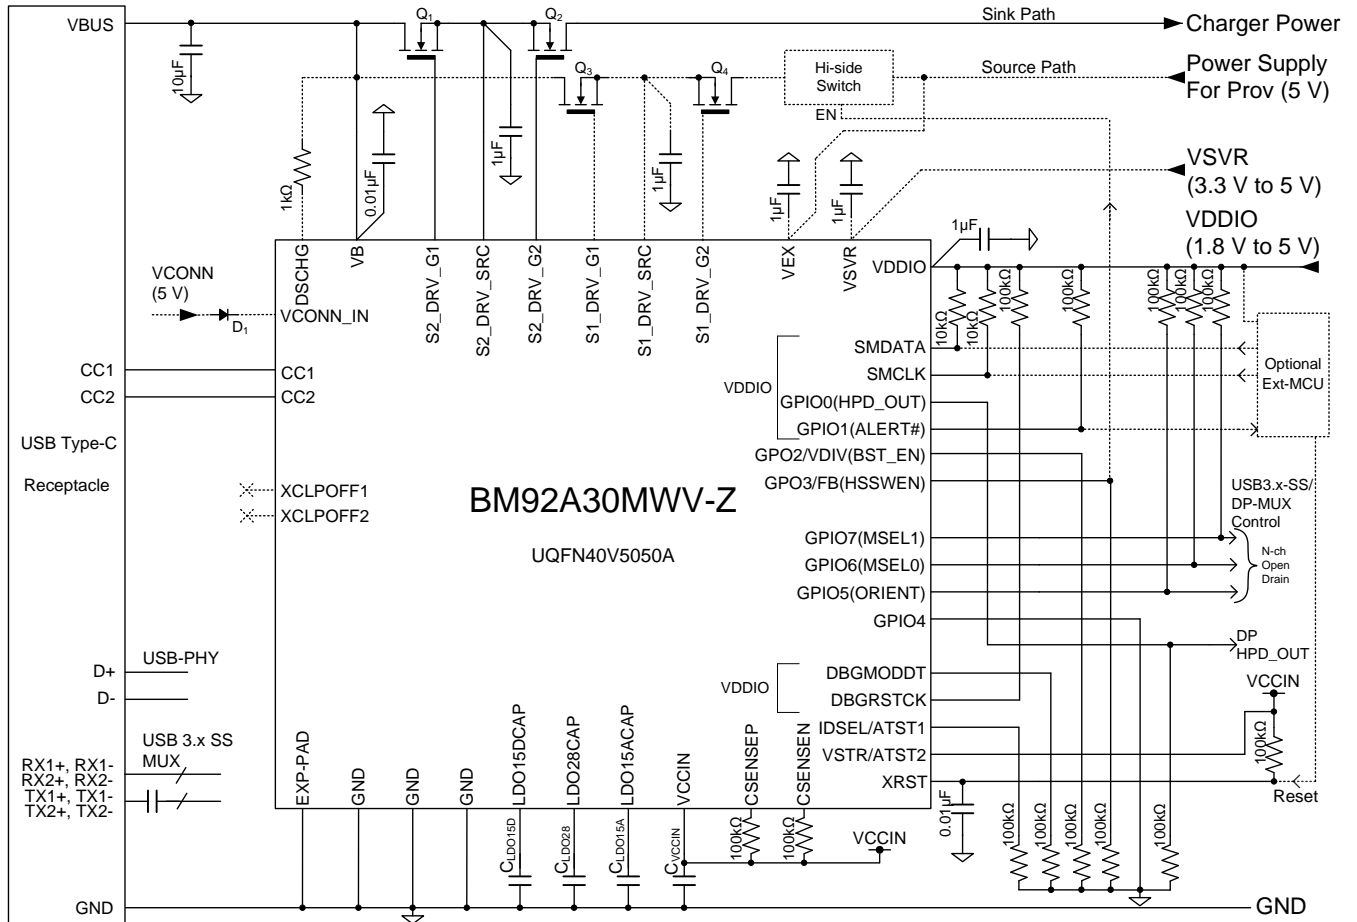 VBUS
Q1
Q2
Sink Path
Charger Power
10µF
Q3
Q4
Hi-side
Switch
EN
Source Path
Power Supply
For Prov (5 V)
1µF
1µF
1kΩ
0.01µF
1µF
1µF
VSVR
(3.3 V to 5 V)
VDDIO
(1.8 V to 5 V)
1µF
VCONN
(5 V)
D1
DSCHG
VB
S2_DRV_G1
S2_DRV_SRC
S2_DRV_G2
S1_DRV_G1
S1_DRV_SRC
S1_DRV_G2
VEX
VSVR
VDDIO
VCONN_IN
10kΩ
10kΩ
100kΩ
100kΩ
100kΩ
100kΩ
100kΩ
CC1
CC2
CC1
CC2
VDDIO
SMDATA
SMCLK
GPIO0(HPD_OUT)
GPIO1(ALERT#)
GPO2/VDIV(BST_EN)
GPO3/FB(HSSWEN)
Optional
Ext-MCU
USB Type-C
Receptacle
XCLPOFF1
XCLPOFF2
BM92A30MWV-Z
UQFN40V5050A
GPIO7(MSEL1)
GPIO6(MSEL0)
GPIO5(ORIENT)
GPIO4
USB3.x-SS/
DP-MUX
Control
N-ch
Open
Drain
DP
HPD_OUT
D+
D-
USB-PHY
VDDIO
DBGMODDT
DBGRSTCK
IDSEL/ATST1
VSTR/ATST2
XRST
VCCIN
100kΩ
Reset
USB 3.x SS
MUX
RX1+, RX1-
RX2+, RX2-
TX1+, TX1-
TX2+, TX2-
EXP-PAD
GND
GND
GND
LDO15DCAP
LDO28CAP
LDO15ACAP
VCCIN
CSENSEP
CSENSEN
CLDO15D
CLDO28
CLDO15A
CVCCIN
100kΩ
100kΩ
VCCIN
0.01µF
100kΩ
100kΩ
100kΩ
100kΩ
100kΩ
GND
GND